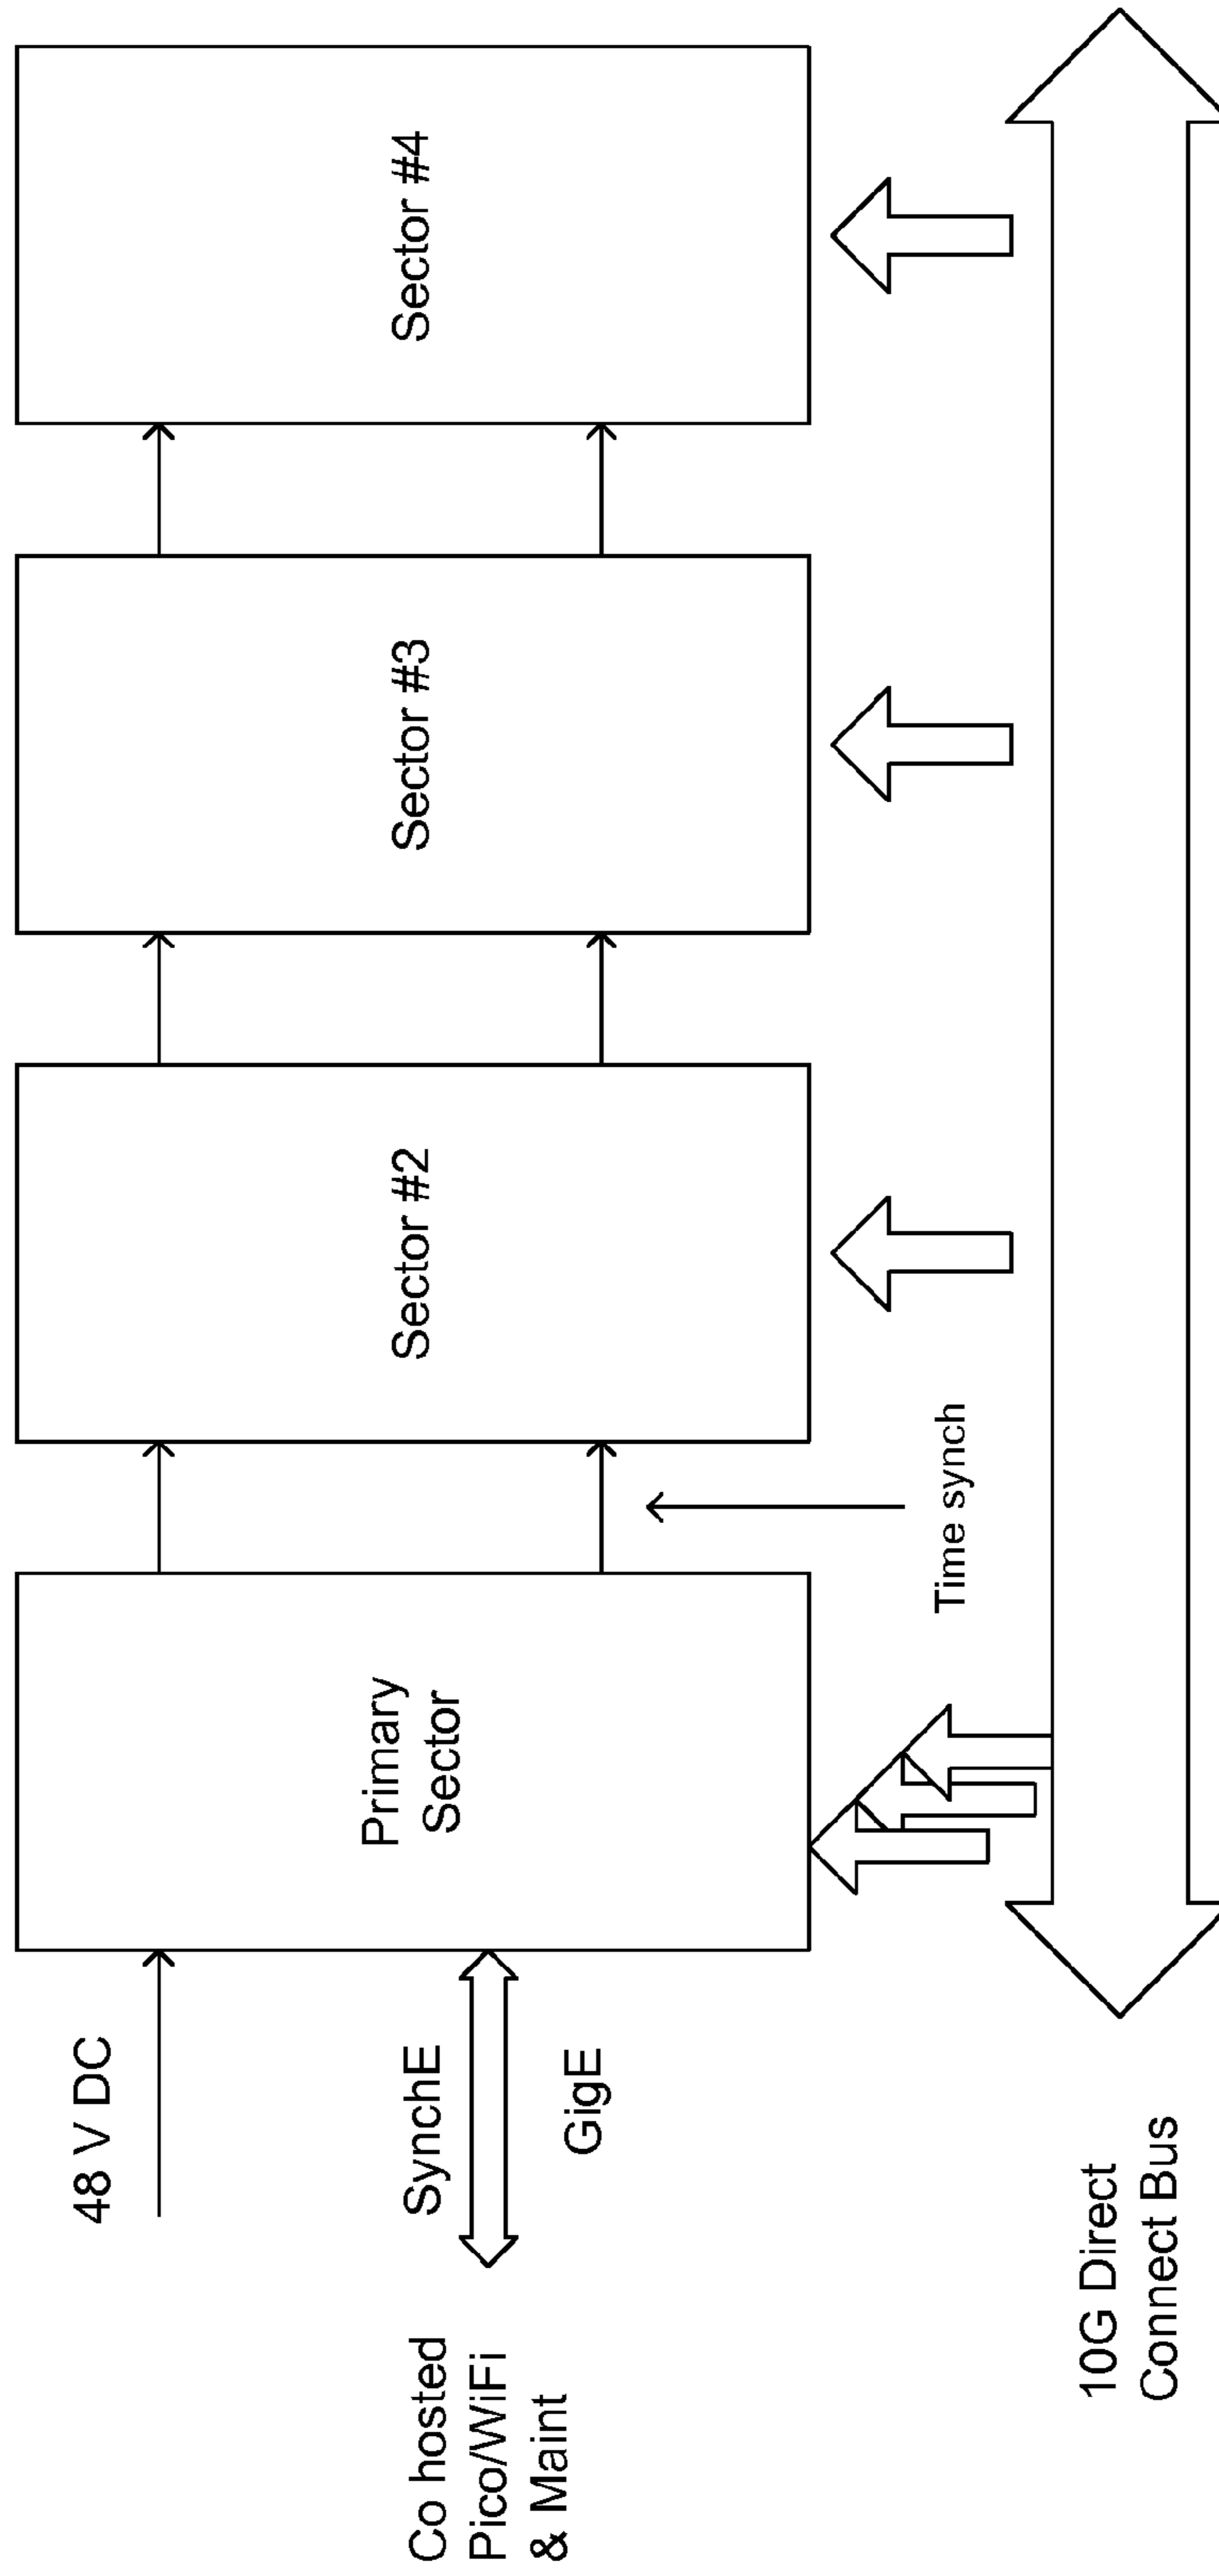 48 V DC
SynchE
GigE
Co hosted
Pico/WiFi
& Maint
Primary
Sector
Sector #2
Sector #3
Sector #4
Time synch
10G Direct
Connect Bus